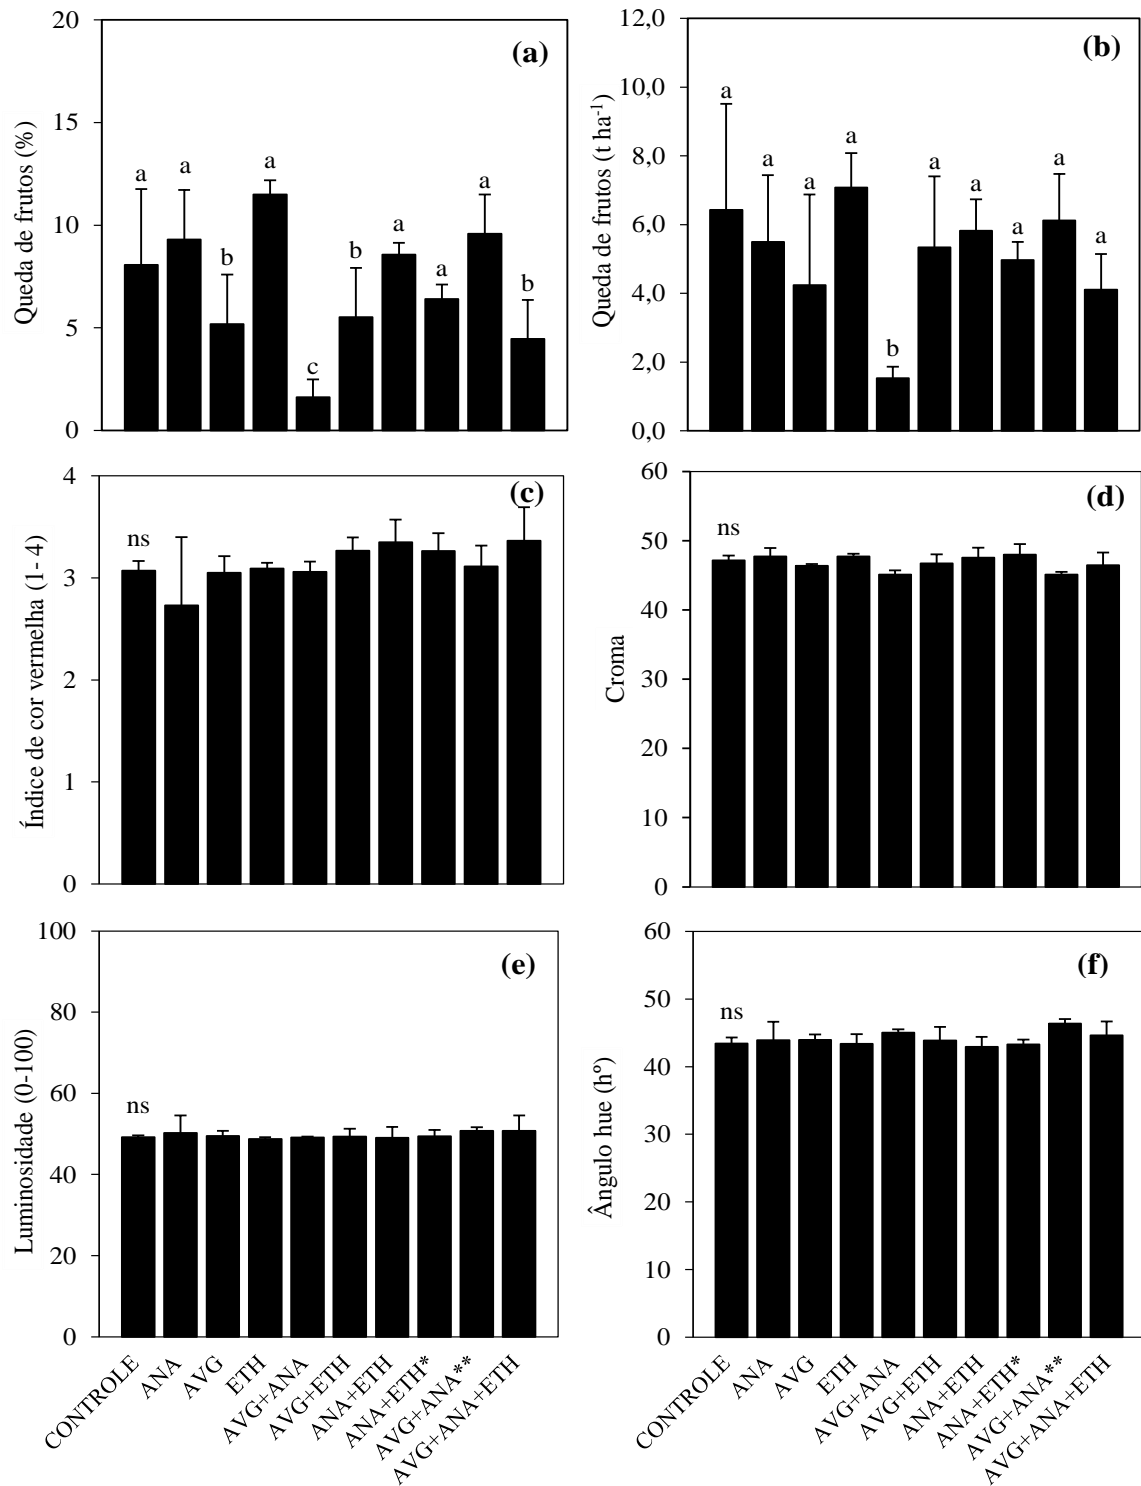 (a)
Queda de frutos (%)
20
15
10
5
0
a
a
b
a
c
b
a
a
a
b
(b)
Queda de frutos (t ha⁻¹)
12,0
10,0
8,0
6,0
4,0
2,0
0,0
a
a
a
a
b
a
a
a
a
a
(c)
Índice de cor vermelha (1- 4)
4
3
2
1
0
ns
(d)
Croma
60
50
40
30
20
10
0
ns
(e)
Luminosidade (0-100)
100
80
60
40
20
0
ns
CONTROLE
ANA
AVG
ETH
AVG+ANA
AVG+ETH
ANA+ETH
ANA+ETH*
AVG+ANA**
AVG+ANA+ETH
(f)
Ângulo hue (hº)
60
50
40
30
20
10
0
ns
CONTROLE
ANA
AVG
ETH
AVG+ANA
AVG+ETH
ANA+ETH
ANA+ETH*
AVG+ANA**
AVG+ANA+ETH